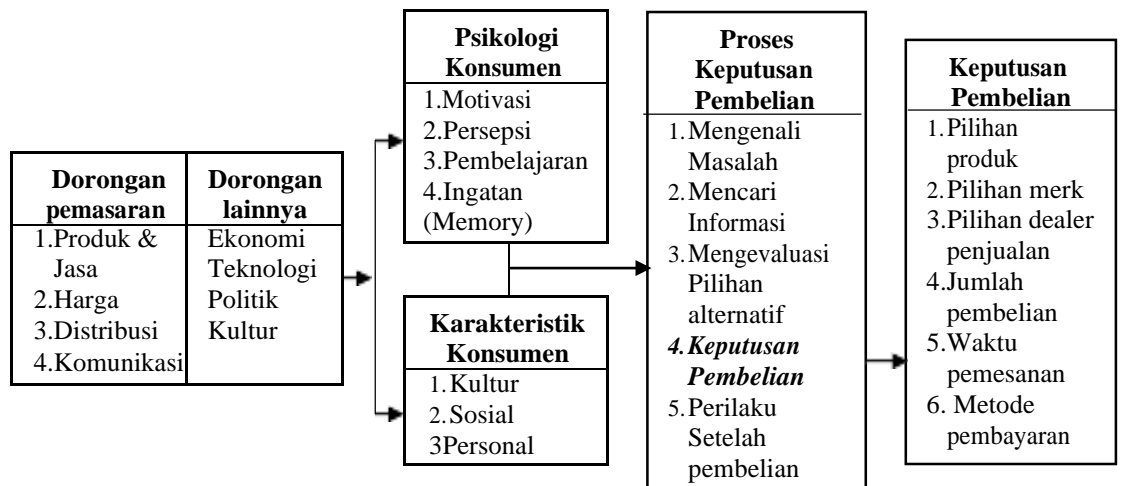 Dorongan
pemasaran
1.Produk &
Jasa
2.Harga
3.Distribusi
4.Komunikasi
Dorongan
lainnya
Ekonomi
Teknologi
Politik
Kultur
Psikologi
Konsumen
1.Motivasi
2.Persepsi
3.Pembelajaran
4.Ingatan
(Memory)
Karakteristik
Konsumen
1.Kultur
2.Sosial
3Personal
Proses
Keputusan
Pembelian
1.Mengenali
Masalah
2.Mencari
Informasi
3.Mengevaluasi
Pilihan
alternatif
4.Keputusan
Pembelian
5.Perilaku
Setelah
pembelian
Keputusan
Pembelian
1.Pilihan
produk
2.Pilihan merk
3.Pilihan dealer
penjualan
4.Jumlah
pembelian
5.Waktu
pemesanan
6. Metode
pembayaran